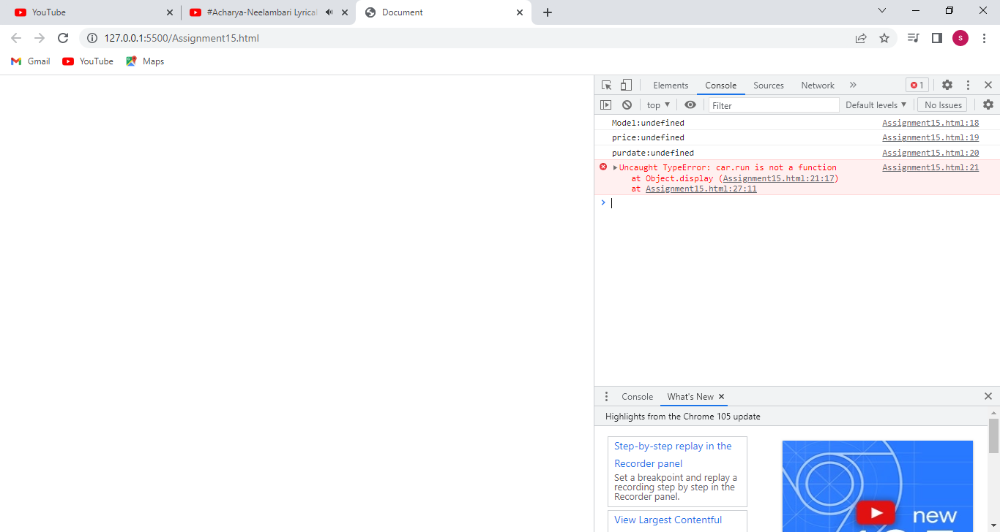 YouTube
#Acharya-Neelambari Lyrical
Document
127.0.0.1:5500/Assignment15.html
S
Gmail
YouTube
Maps
Elements
Console
Sources
Network
1
top
Filter
Default levels
No Issues
Model:undefined Assignment15.html:18
price:undefined Assignment15.html:19
purdate:undefined Assignment15.html:20
Uncaught TypeError: car.run is not a function Assignment15.html:21
at Object.display (Assignment15.html:21:17)
at Assignment15.html:27:11
Console
What's New
Highlights from the Chrome 105 update
Step-by-step replay in the
Recorder panel
Set a breakpoint and replay a
recording step by step in the
Recorder panel.
View Largest Contentful
new